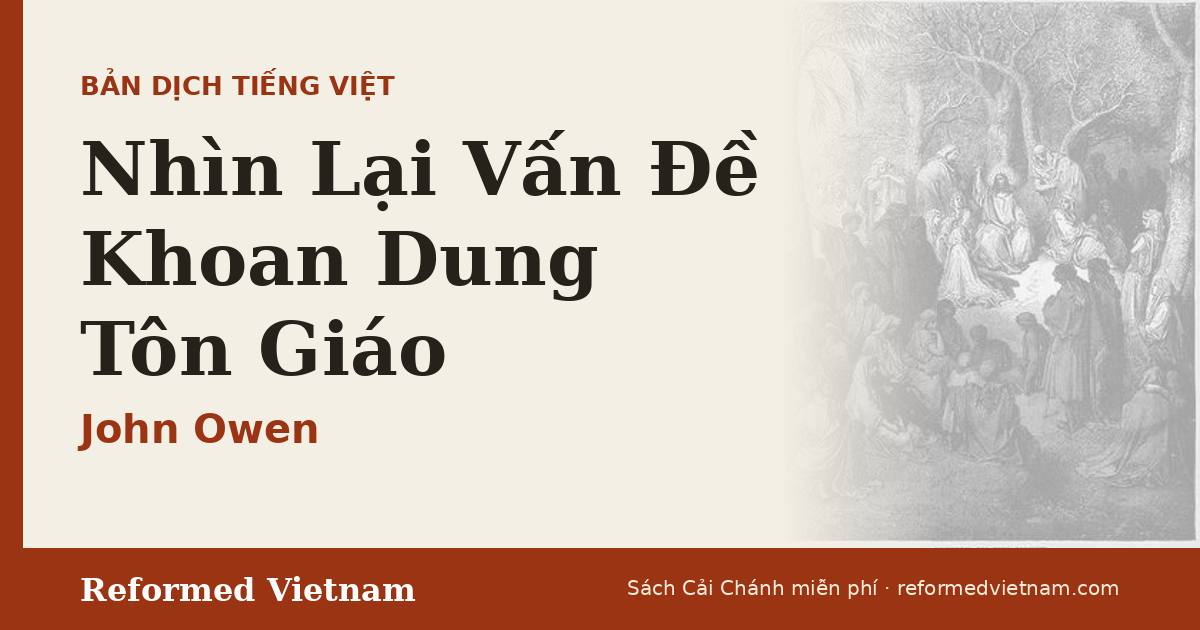 BẢN DỊCH TIẾNG VIỆT
Nhìn Lại Vấn Đề
Khoan Dung
Tôn Giáo
John Owen
Reformed Vietnam
Sách Cải Chánh miễn phí · reformedvietnam.com